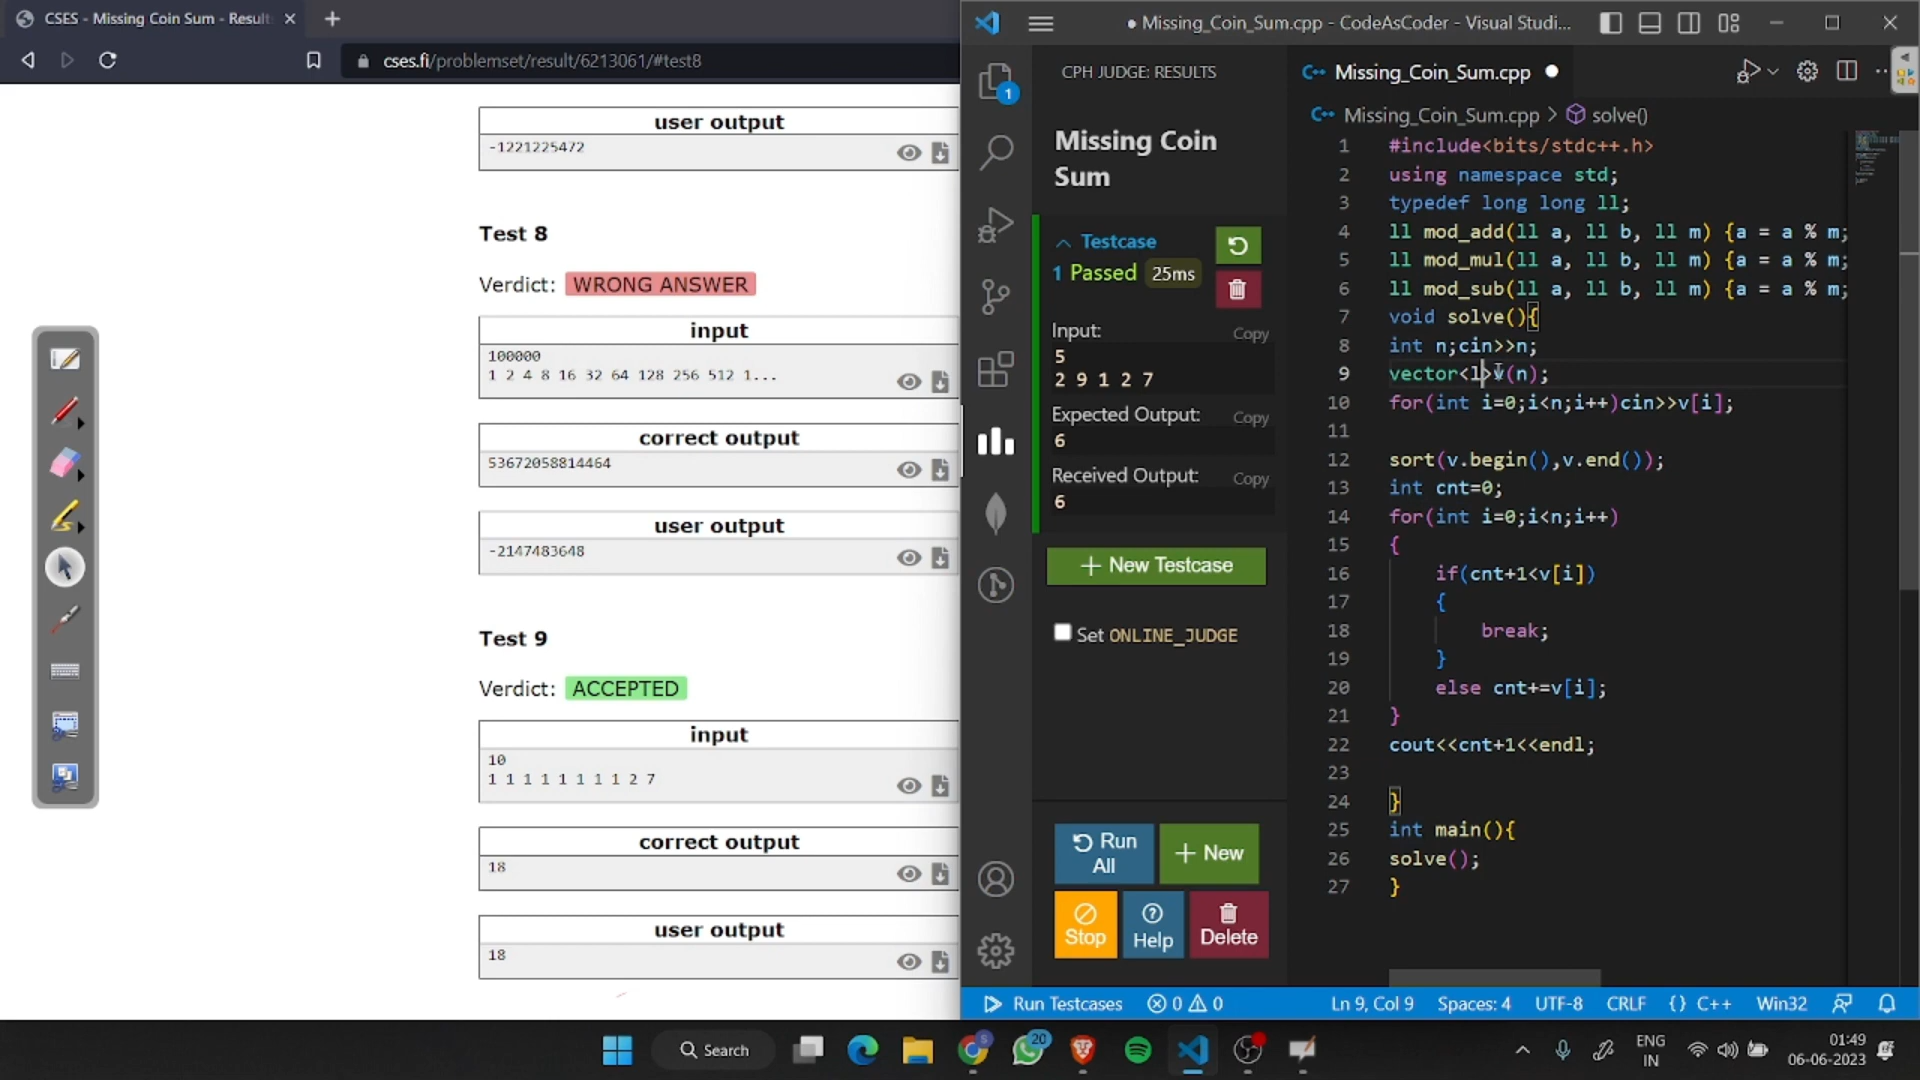 CSES - Missing Coin Sum - Result
cses.fi/problemset/result/6213061/#test8
user output
-1221225472
Test 8
Verdict: WRONG ANSWER
input
100000
1 2 4 8 16 32 64 128 256 512 1...
correct output
53672058814464
user output
-2147483648
Test 9
Verdict: ACCEPTED
input
10
1 1 1 1 1 1 1 1 2 7
correct output
18
user output
18
Missing_Coin_Sum.cpp - CodeAsCoder - Visual Studi...
1
CPH JUDGE: RESULTS
Missing Coin
Sum
Testcase
1 Passed 25ms
Input:
Copy
5
2 9 1 2 7
Expected Output:
Copy
6
Received Output:
Copy
6
+ New Testcase
Set ONLINE_JUDGE
Run All
+ New
Stop
Help
Delete
Missing_Coin_Sum.cpp
Missing_Coin_Sum.cpp > solve()
1 #include<bits/stdc++.h>
2 using namespace std;
3 typedef long long ll;
4 ll mod_add(ll a, ll b, ll m) {a = a % m;
5 ll mod_mul(ll a, ll b, ll m) {a = a % m;
6 ll mod_sub(ll a, ll b, ll m) {a = a % m;
7 void solve(){
8 int n;cin>>n;
9 vector<l>v(n);
10 for(int i=0;i<n;i++)cin>>v[i];
11
12 sort(v.begin(),v.end());
13 int cnt=0;
14 for(int i=0;i<n;i++)
15 {
16 if(cnt+1<v[i])
17 {
18 break;
19 }
20 else cnt+=v[i];
21 }
22 cout<<cnt+1<<endl;
23
24 }
25 int main(){
26 solve();
27 }
Run Testcases 0 0 Ln 9, Col 9 Spaces: 4 UTF-8 CRLF {} C++ Win32
Search
20
ENG
IN
01:49
06-06-2023